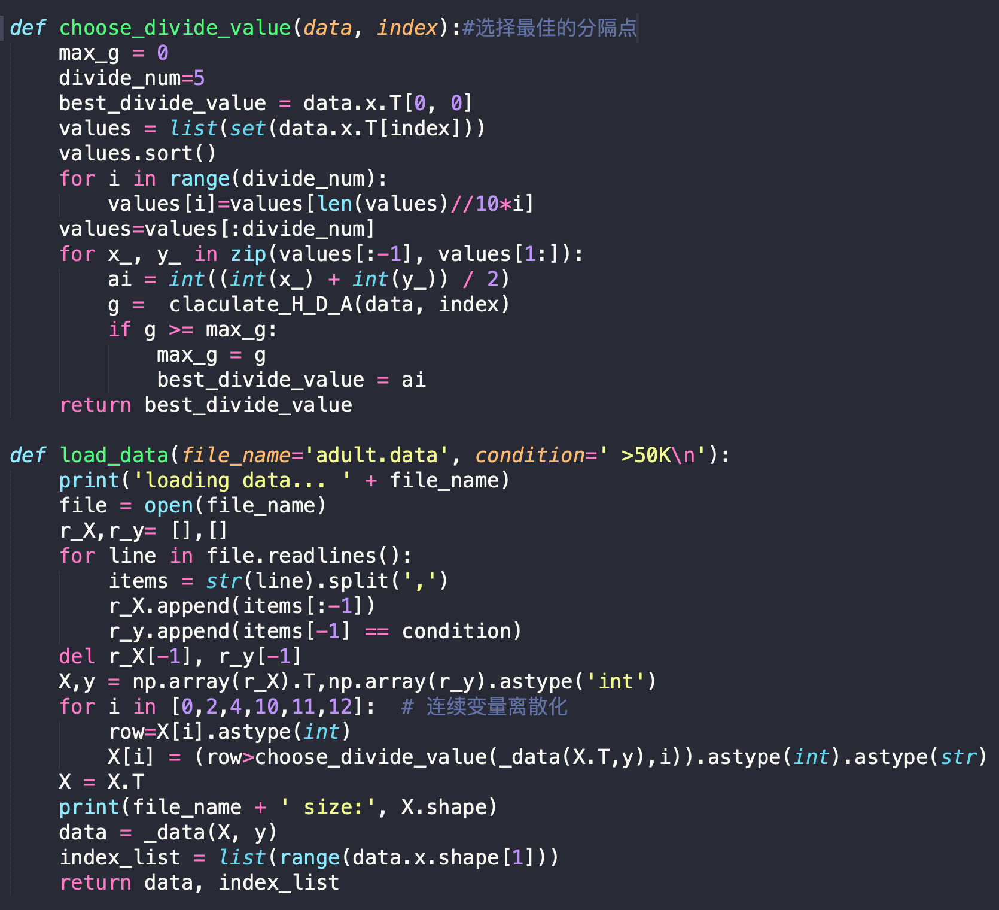 def choose_divide_value(data, index):#选择最佳的分隔点
    max_g = 0
    divide_num=5
    best_divide_value = data.x.T[0, 0]
    values = list(set(data.x.T[index]))
    values.sort()
    for i in range(divide_num):
        values[i]=values[len(values)//10*i]
    values=values[:divide_num]
    for x_, y_ in zip(values[:-1], values[1:]):
        ai = int((int(x_) + int(y_)) / 2)
        g =  claculate_H_D_A(data, index)
        if g >= max_g:
            max_g = g
            best_divide_value = ai
    return best_divide_value

def load_data(file_name='adult.data', condition=' >50K\n'):
    print('loading data... ' + file_name)
    file = open(file_name)
    r_X,r_y= [],[]
    for line in file.readlines():
        items = str(line).split(',')
        r_X.append(items[:-1])
        r_y.append(items[-1] == condition)
    del r_X[-1], r_y[-1]
    X,y = np.array(r_X).T,np.array(r_y).astype('int')
    for i in [0,2,4,10,11,12]:  # 连续变量离散化
        row=X[i].astype(int)
        X[i] = (row>choose_divide_value(_data(X.T,y),i)).astype(int).astype(str)
    X = X.T
    print(file_name + ' size:', X.shape)
    data = _data(X, y)
    index_list = list(range(data.x.shape[1]))
    return data, index_list